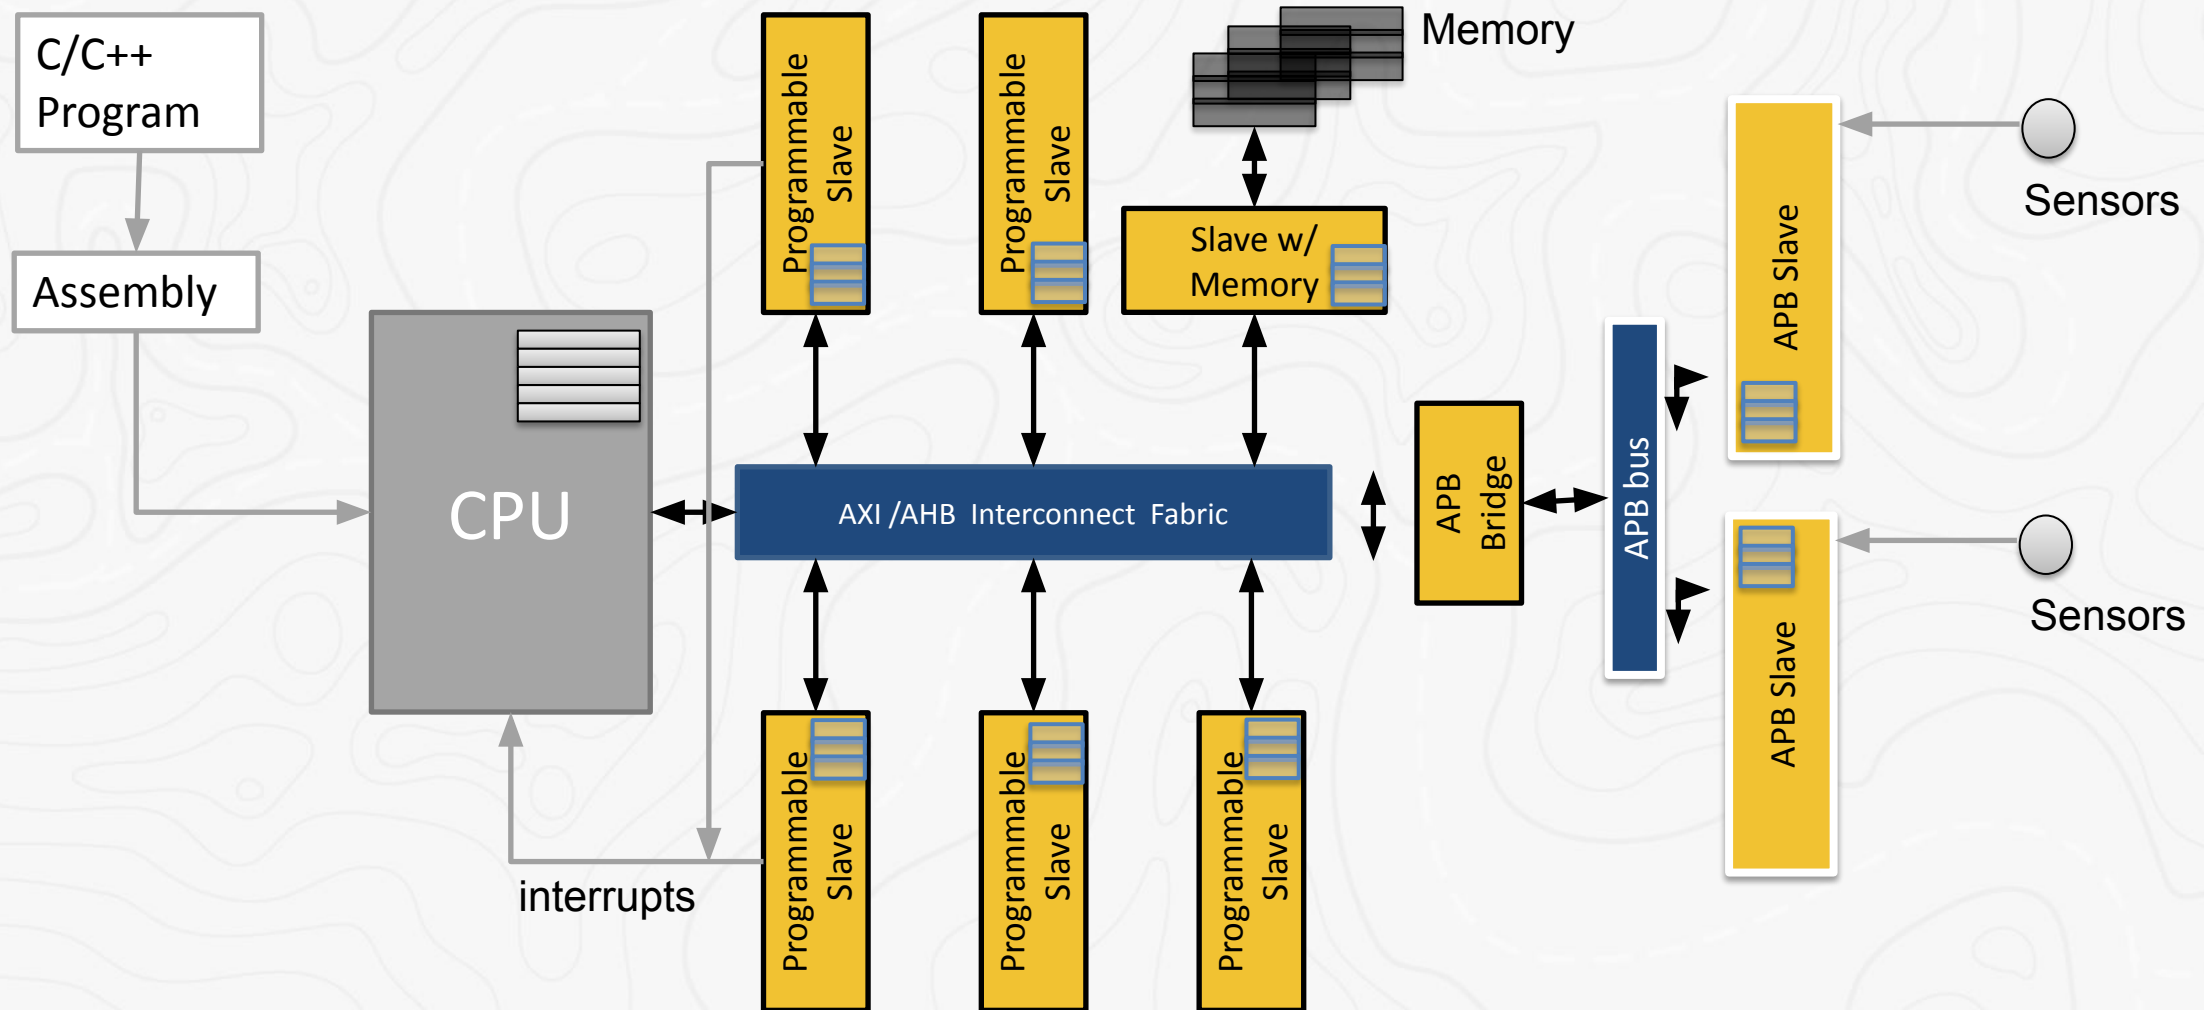 C/C++
Program
Assembly
CPU
Programmable
Slave
Programmable
Slave
Memory
Slave w/
Memory
AXI /AHB Interconnect Fabric
APB
Bridge
APB bus
APB Slave
Sensors
APB Slave
Sensors
interrupts
Programmable
Slave
Programmable
Slave
Programmable
Slave